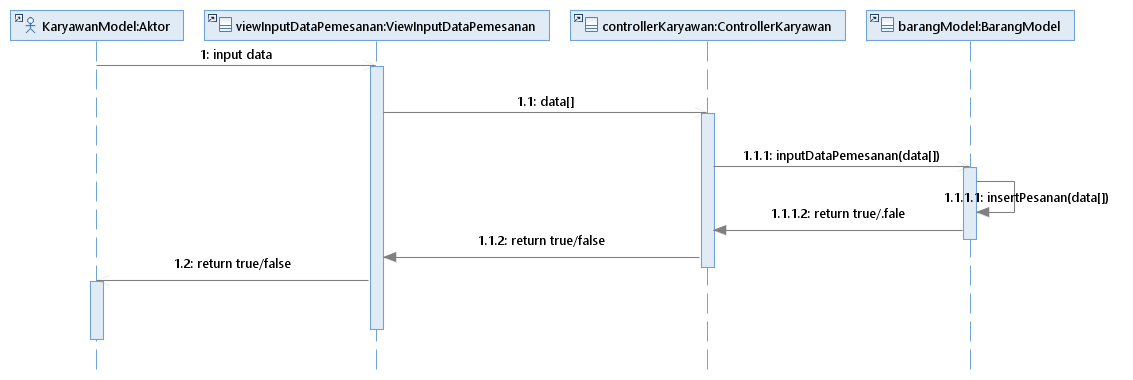 KaryawanModel:Aktor
viewInputDataPemesanan:ViewInputDataPemesanan
controllerKaryawan:ControllerKaryawan
barangModel:BarangModel
1: input data
1.1: data[]
1.1.1: inputDataPemesanan(data[])
1.1.1.1: insertPesanan(data[])
1.1.1.2: return true/.fale
1.1.2: return true/false
1.2: return true/false